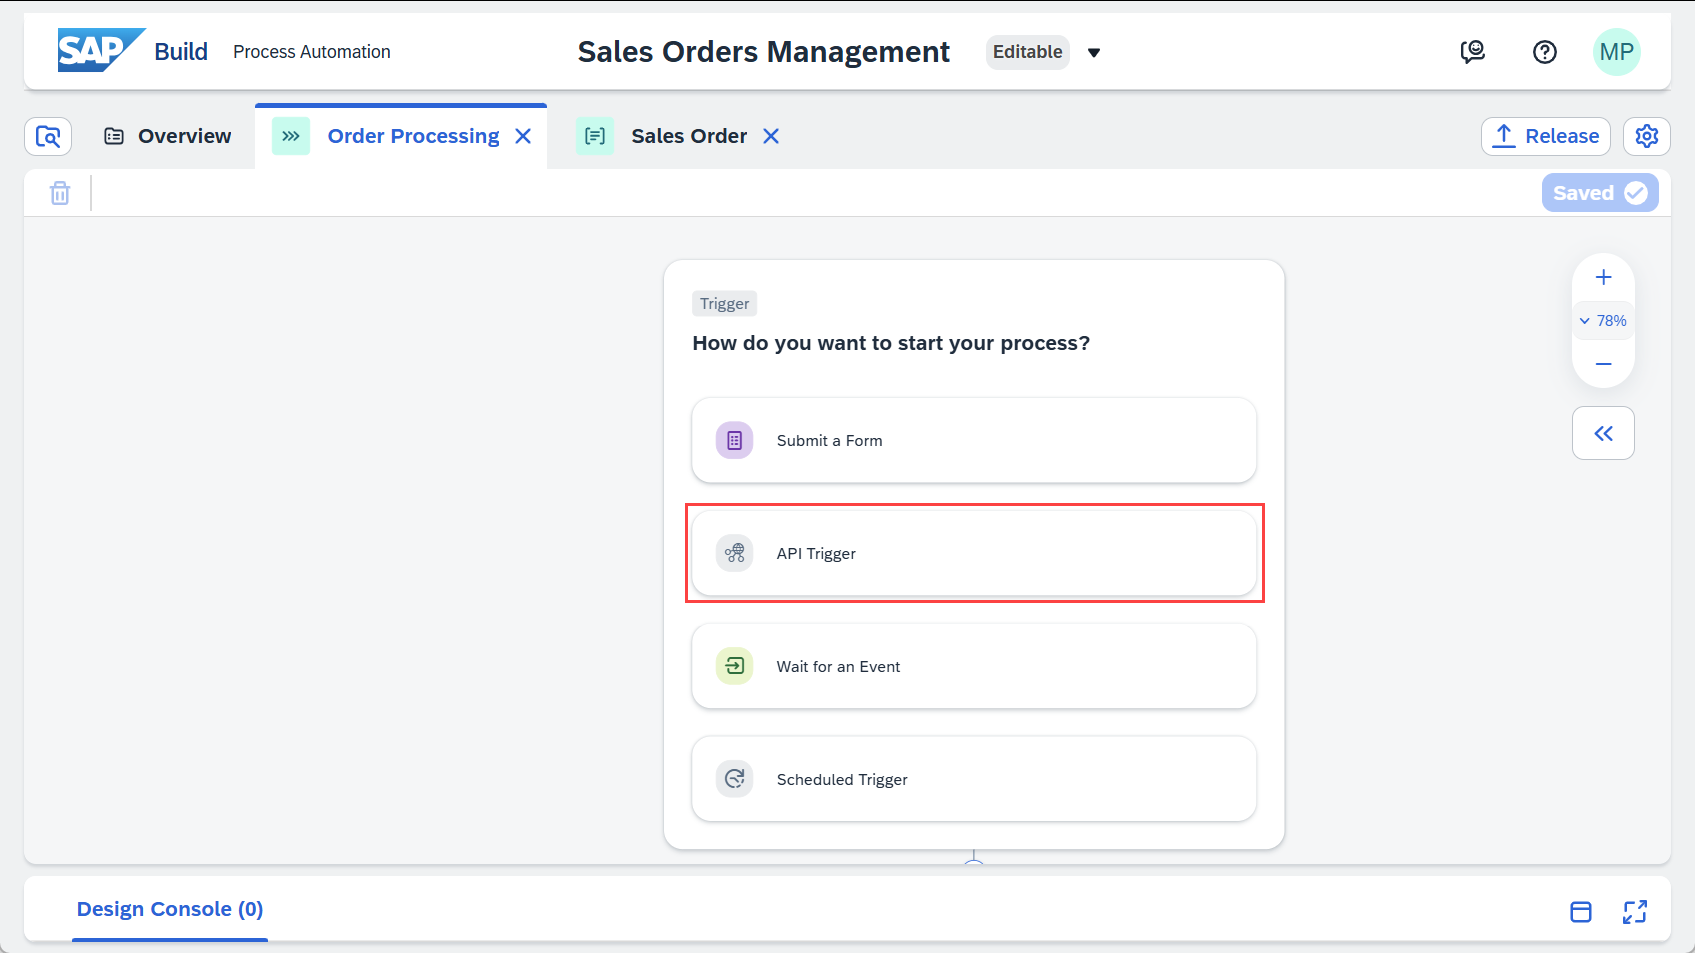 SAP Build Process Automation
Sales Orders Management Editable
MP
Overview
Order Processing
Sales Order
Release
Saved
Trigger
How do you want to start your process?
Submit a Form
API Trigger
Wait for an Event
Scheduled Trigger
78%
Design Console (0)